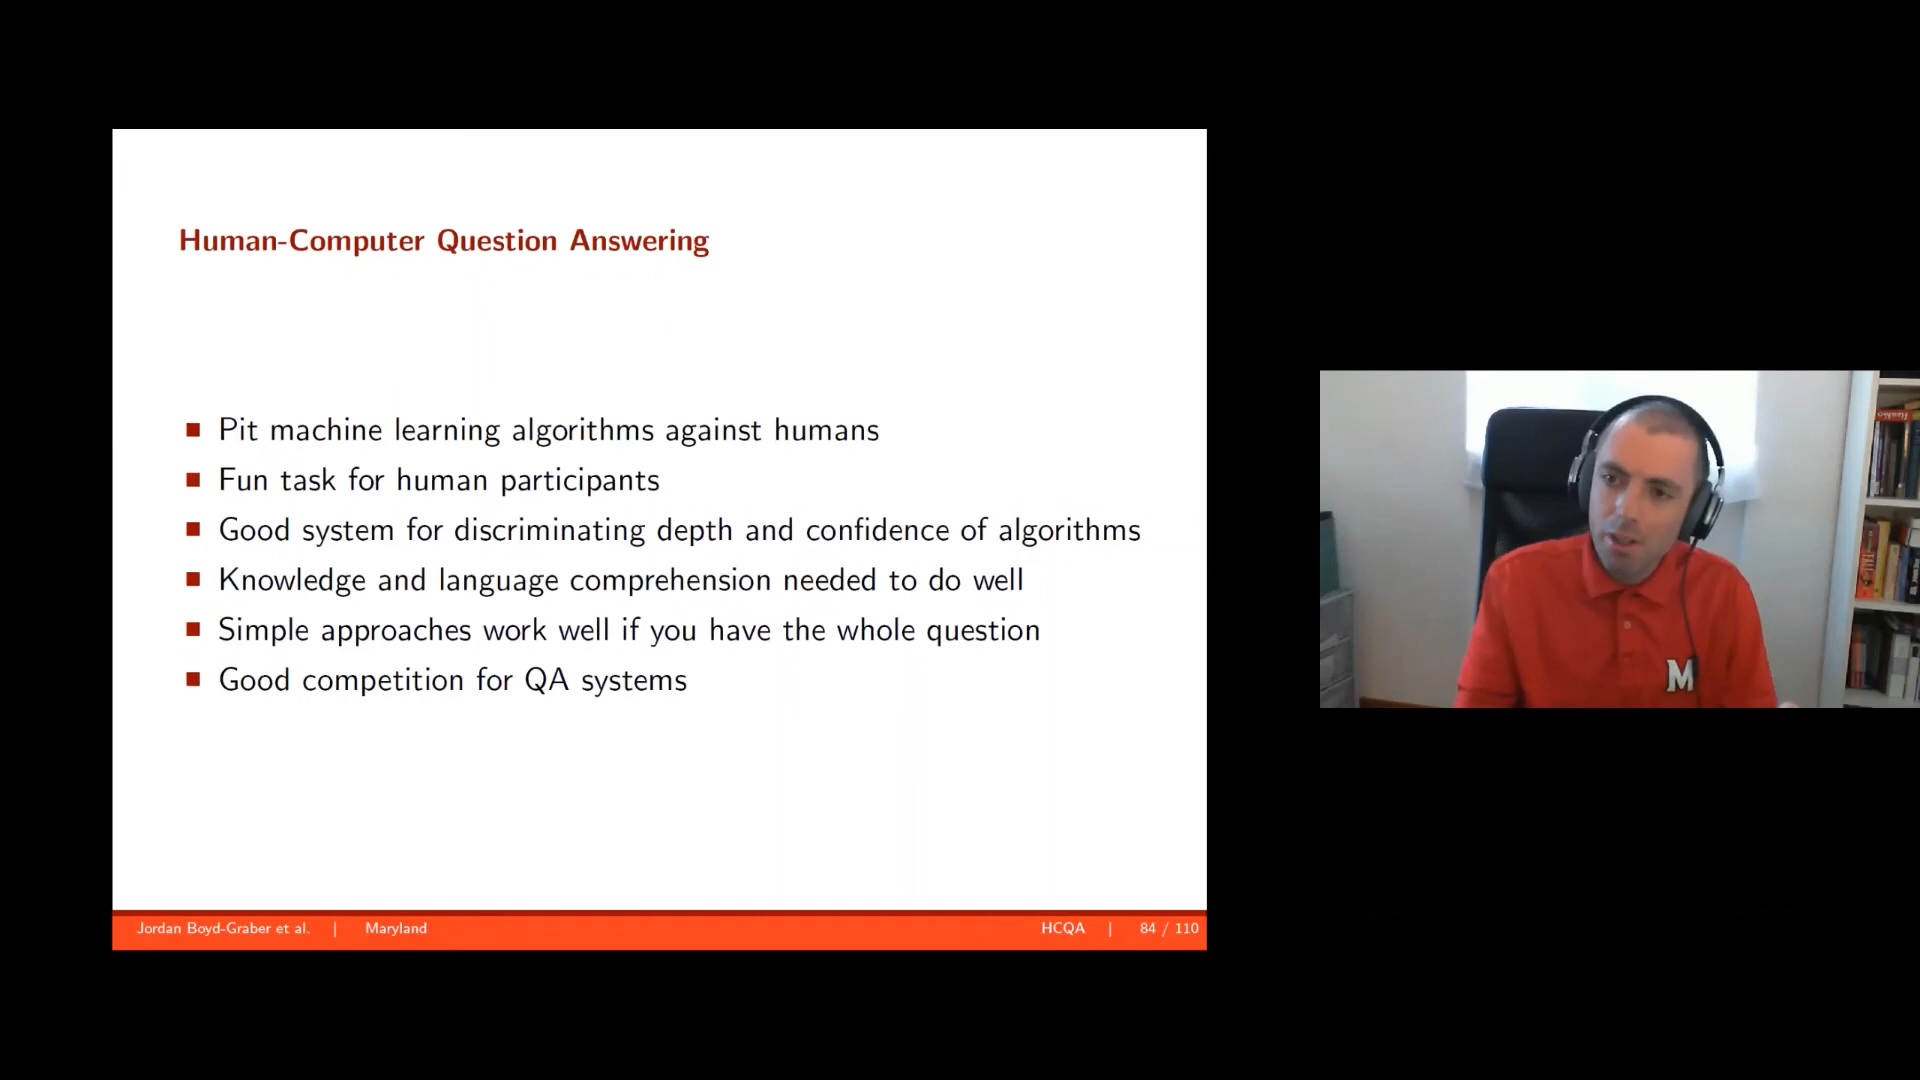 Human-Computer Question Answering
Pit machine learning algorithms against humans
Fun task for human participants
Good system for discriminating depth and confidence of algorithms
Knowledge and language comprehension needed to do well
Simple approaches work well if you have the whole question
Good competition for QA systems
Jordan Boyd-Graber et al. | Maryland HCQA | 84 / 110
M